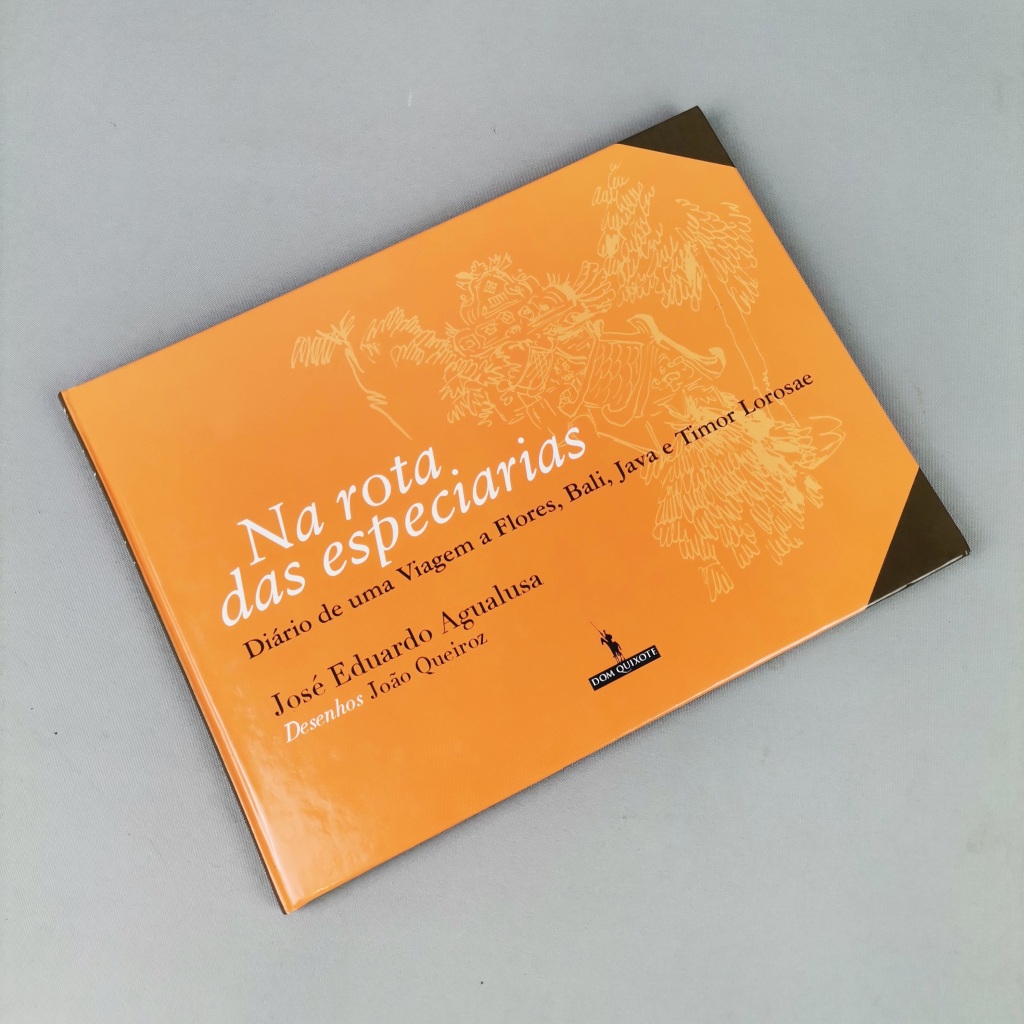 Na rota
das especiarias
Diário de uma Viagem a Flores, Bali, Java e Timor Lorosae
José Eduardo Agualusa
Desenhos João Queiroz
DOM QUIXOTE